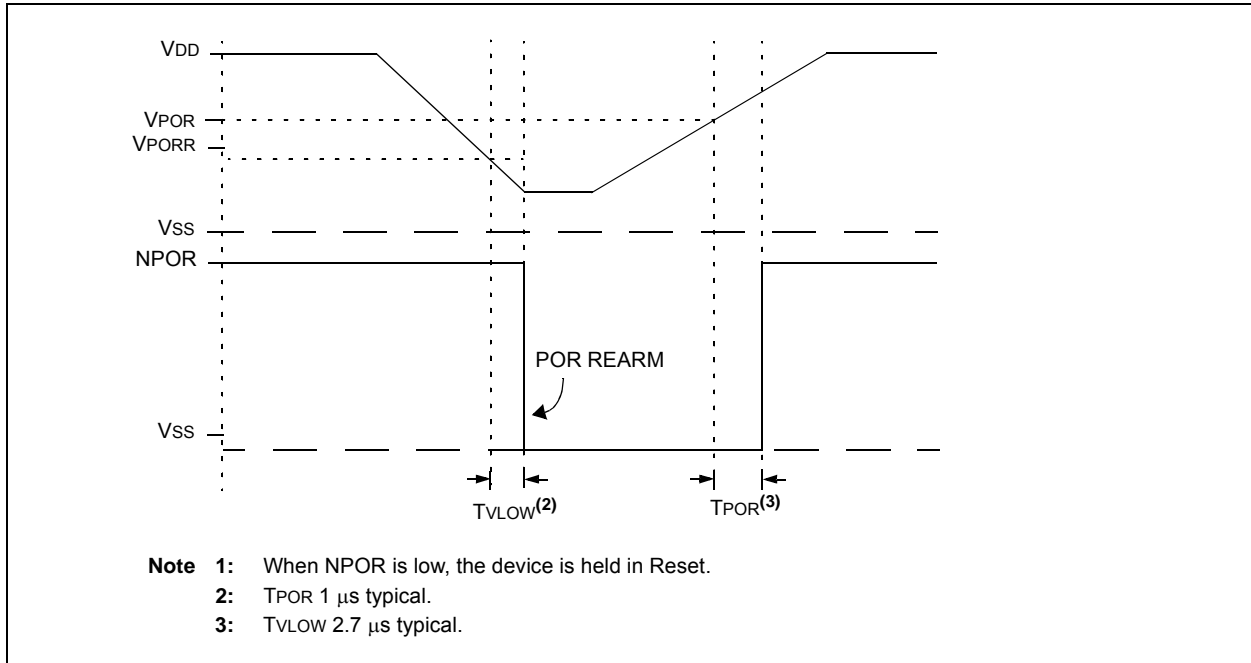 VDD
VPOR
VPORR
VSS
NPOR
POR REARM
VSS
TVLOW(2)
TPOR(3)
Note 1: When NPOR is low, the device is held in Reset.
2: TPOR 1 μs typical.
3: TVLOW 2.7 μs typical.